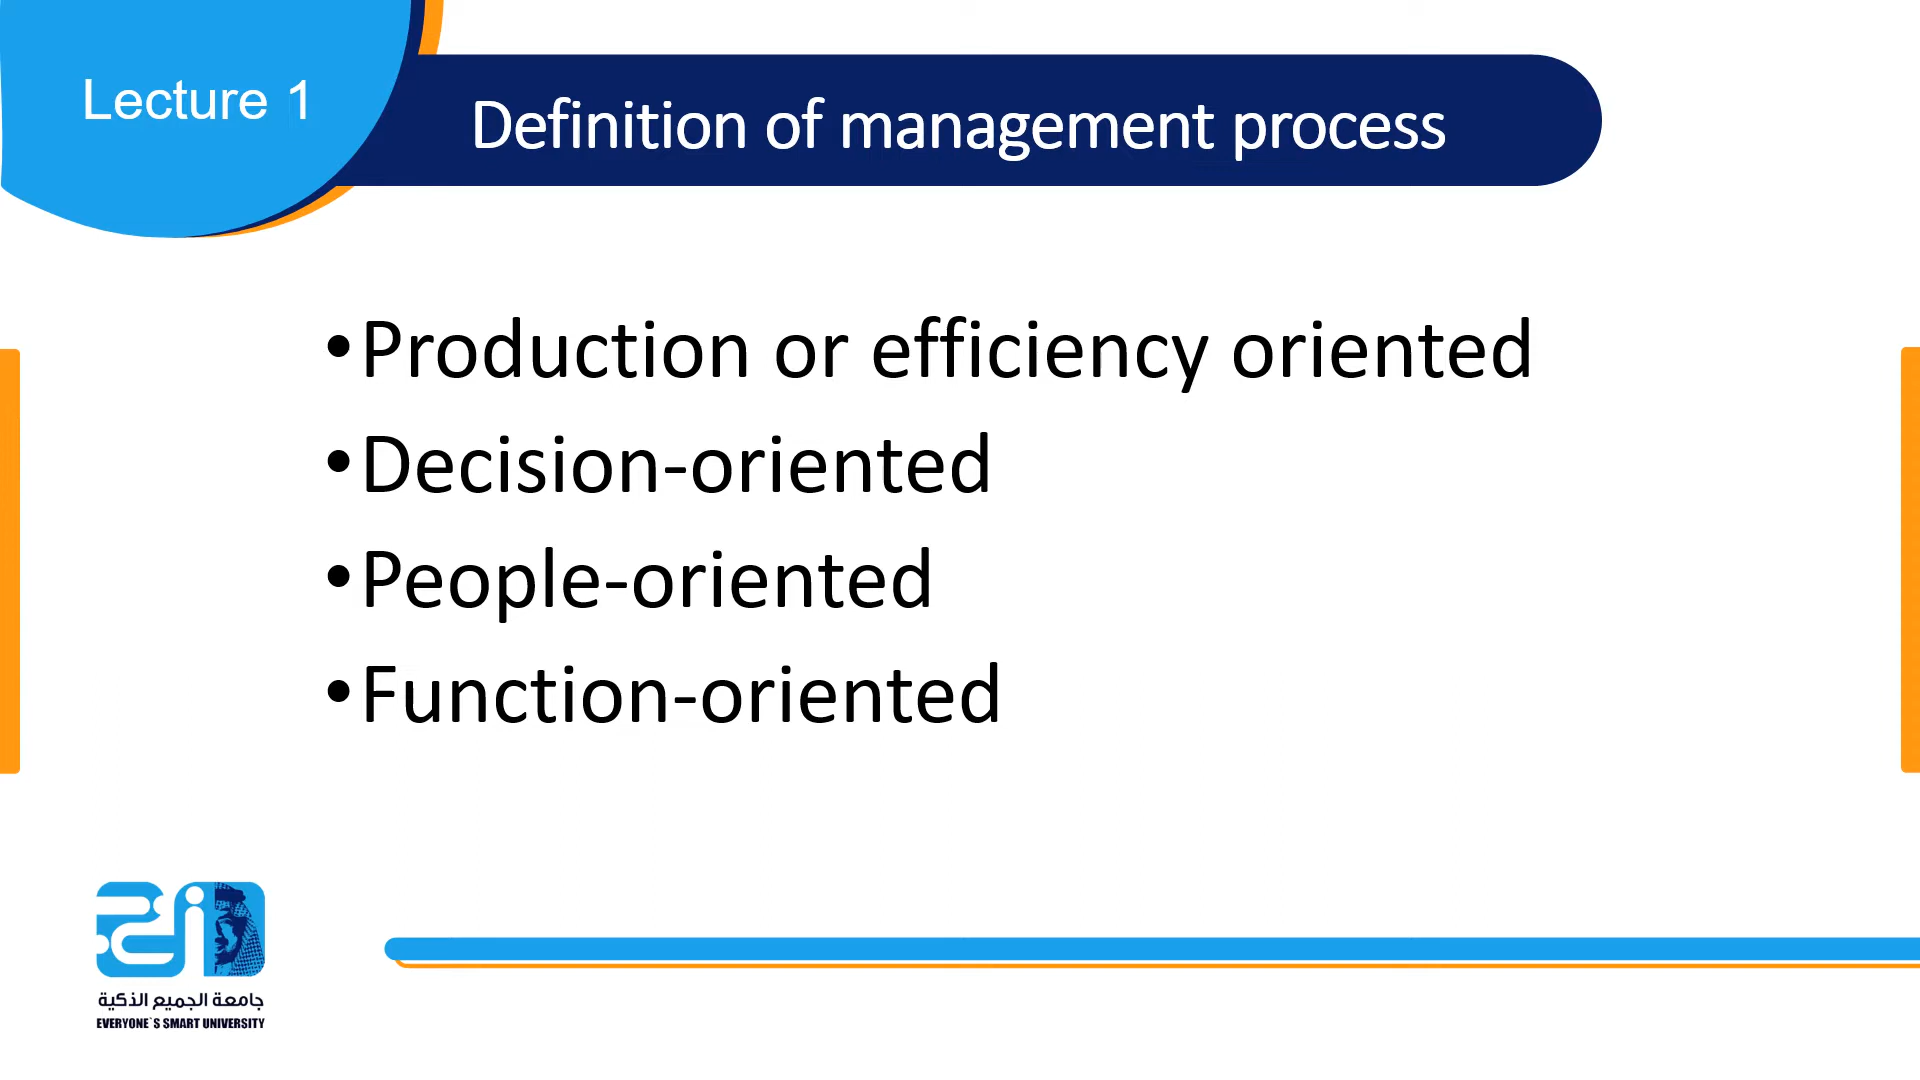 Lecture 1
Definition of management process
•Production or efficiency oriented
•Decision-oriented
•People-oriented
•Function-oriented
جامعة الجميع الذكية
EVERYONE`S SMART UNIVERSITY